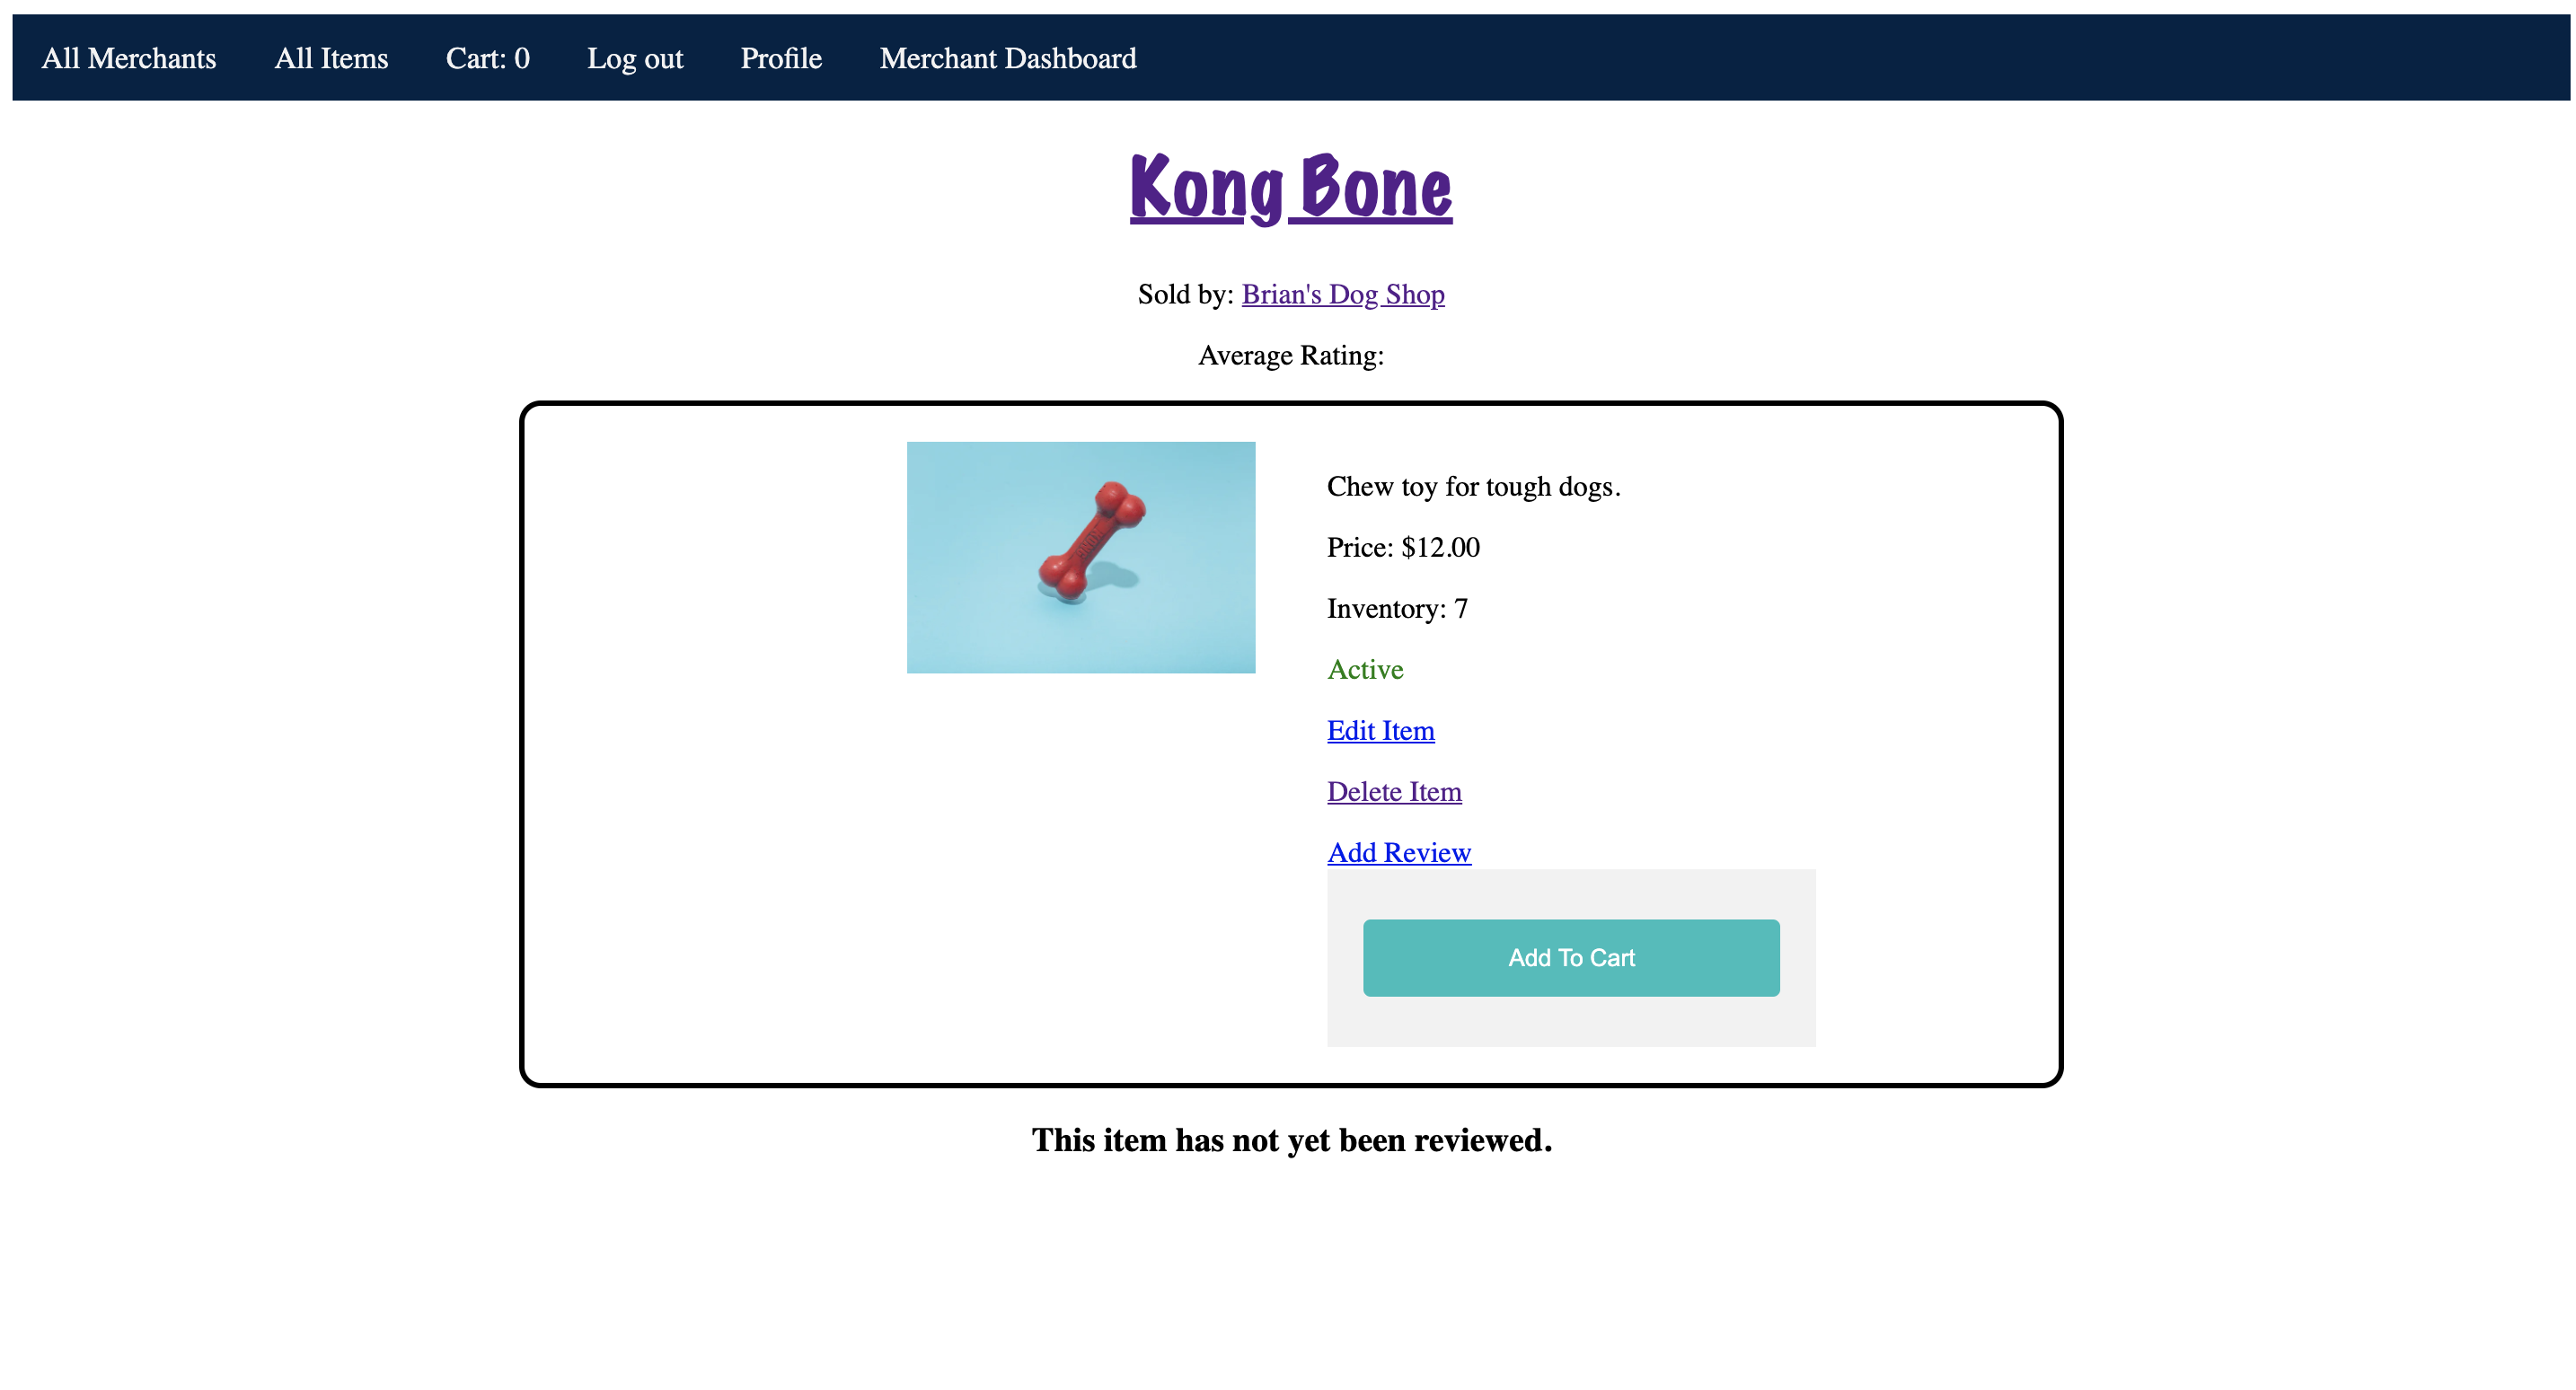 All Merchants All Items Cart: 0 Log out Profile Merchant Dashboard
Kong Bone
Sold by: Brian's Dog Shop
Average Rating:
Chew toy for tough dogs.
Price: $12.00
Inventory: 7
Active
Edit Item
Delete Item
Add Review
Add To Cart
This item has not yet been reviewed.